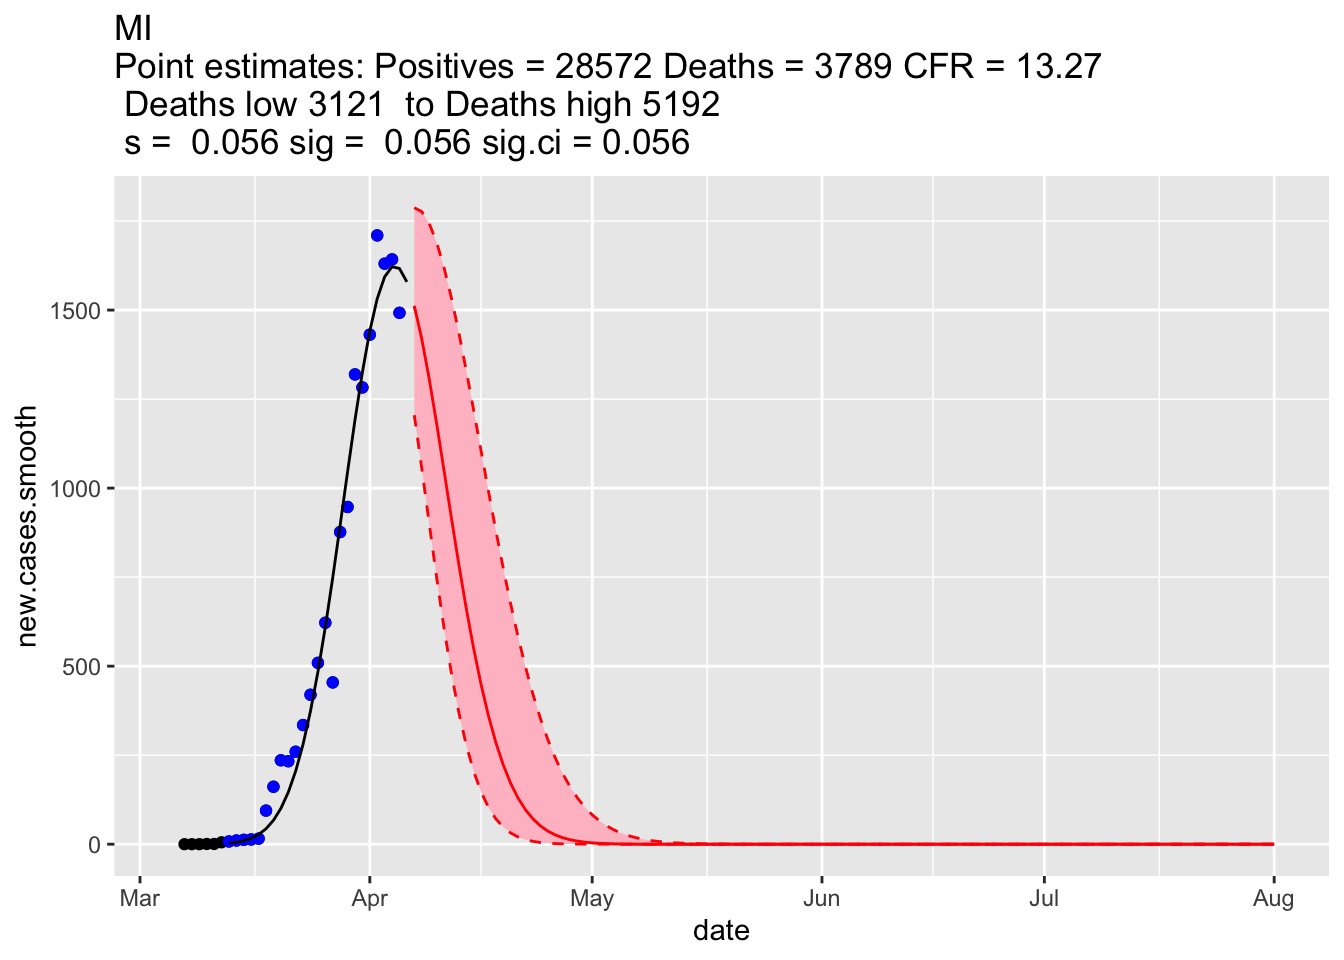 MI
Point estimates: Positives = 28572 Deaths = 3789 CFR = 13.27
Deaths low 3121  to Deaths high 5192
s =  0.056 sig =  0.056 sig.ci = 0.056
new.cases.smooth
1500
1000
500
0
Mar Apr May Jun Jul Aug
date